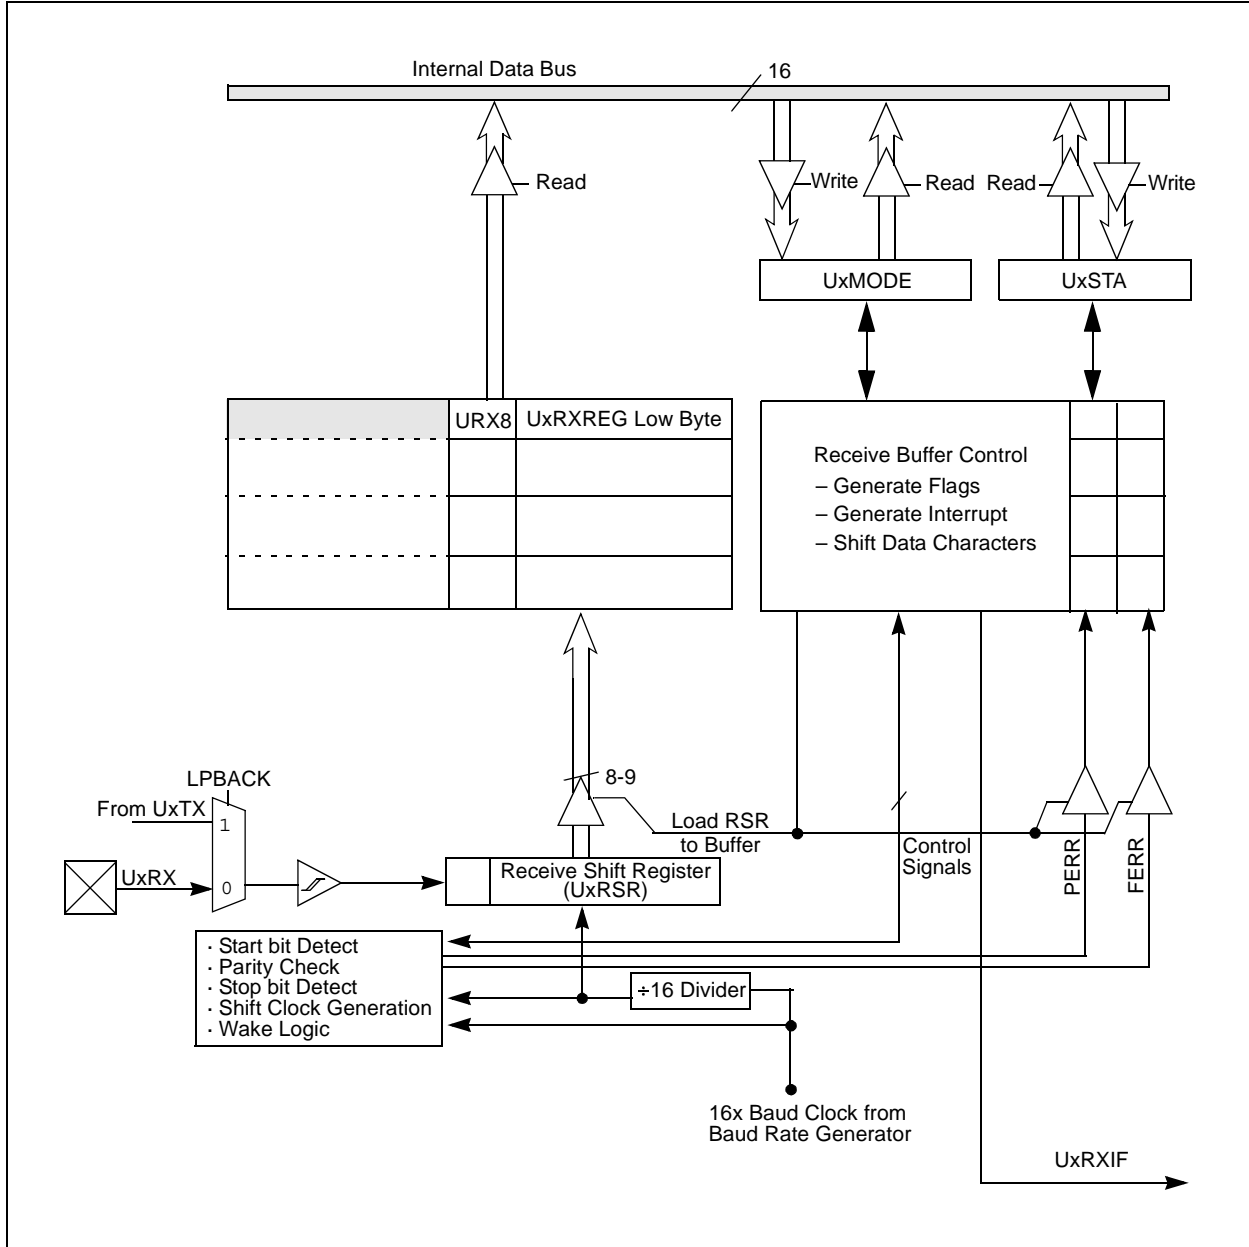 Internal Data Bus
16
Read
Write
Read
Read
Write
UxMODE
UxSTA
URX8
UxRXREG Low Byte
Receive Buffer Control
– Generate Flags
– Generate Interrupt
– Shift Data Characters
LPBACK
From UxTX
1
UxRX
0
8-9
Load RSR
to Buffer
Control
Signals
PERR
FERR
Receive Shift Register
(UxRSR)
· Start bit Detect
· Parity Check
· Stop bit Detect
· Shift Clock Generation
· Wake Logic
÷16 Divider
16x Baud Clock from
Baud Rate Generator
UxRXIF